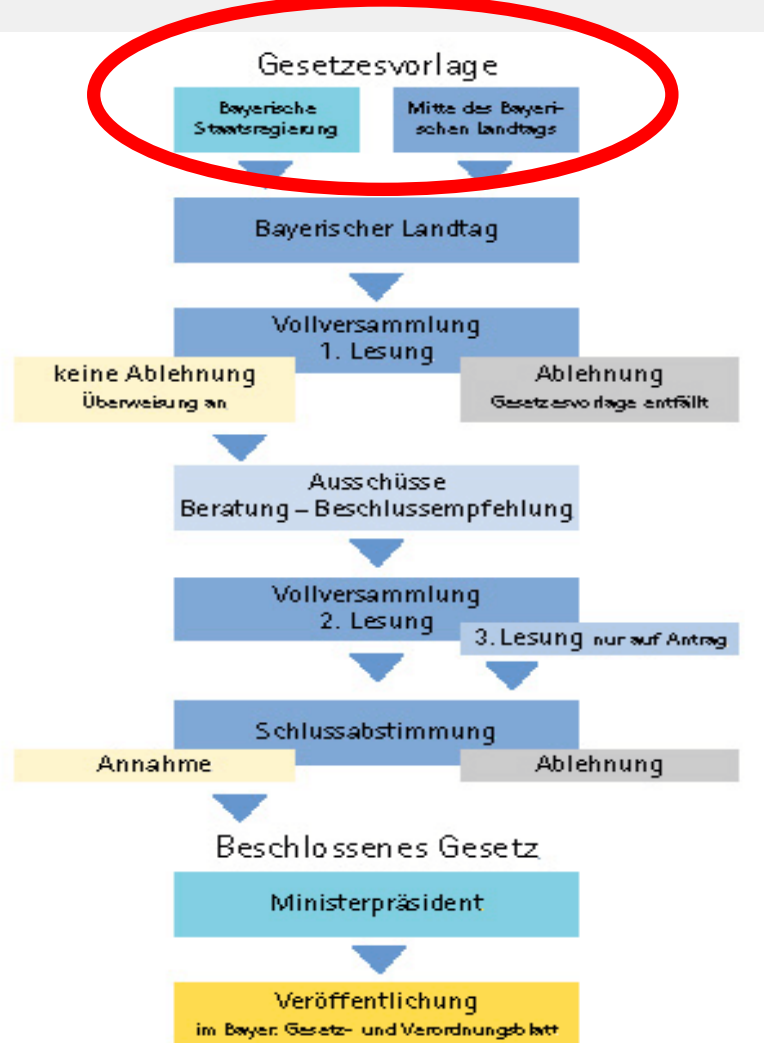 Gesetzesvorlage
Bayerische
Staatsregierung
Mitte des Bayeri-
schen Landtags
Bayerischer Landtag
Vollversammlung
1. Lesung
keine Ablehnung
Überweisung an
Ablehnung
Gesetzesvorlage entfällt
Ausschüsse
Beratung – Beschlussempfehlung
Vollversammlung
2. Lesung
3. Lesung nur auf Antrag
Schlussabstimmung
Annahme
Ablehnung
Beschlossenes Gesetz
Ministerpräsident
Veröffentlichung
im Bayer. Gesetz- und Verordnungsblatt